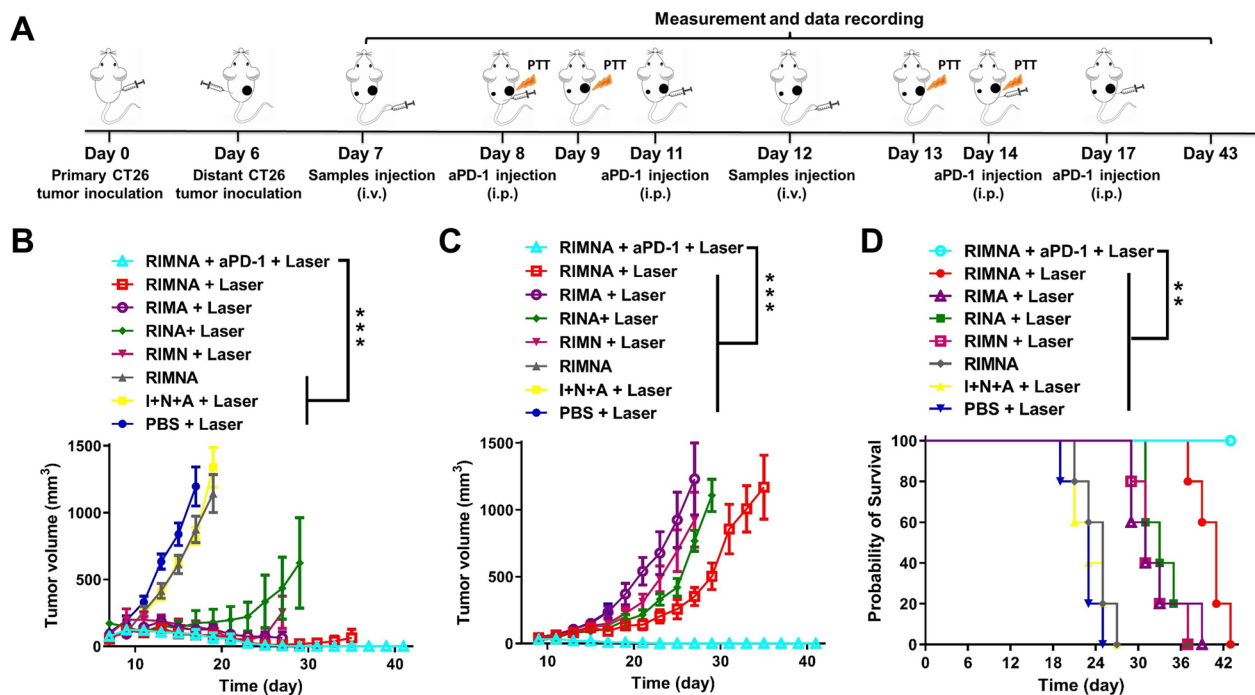 A
Measurement and data recording
PTT
PTT
PTT
PTT
Day 0
Day 6
Day 7
Day 8
Day 9
Day 11
Day 12
Day 13
Day 14
Day 17
Day 43
Primary CT26
tumor inoculation
Distant CT26
tumor inoculation
Samples injection
(i.v.)
aPD-1 injection
(i.p.)
aPD-1 injection
(i.p.)
Samples injection
(i.v.)
aPD-1 injection
(i.p.)
aPD-1 injection
(i.p.)
B
RIMNA + aPD-1 + Laser
RIMNA + Laser
RIMA + Laser
RINA+ Laser
RIMN + Laser
RIMNA
I+N+A + Laser
PBS + Laser
***
Tumor volume (mm³)
1500
1000
500
0
10
20
30
40
Time (day)
C
RIMNA + aPD-1 + Laser
RIMNA + Laser
RIMA + Laser
RINA+ Laser
RIMN + Laser
RIMNA
I+N+A + Laser
PBS + Laser
***
Tumor volume (mm³)
1500
1000
500
0
10
20
30
40
Time (day)
D
RIMNA + aPD-1 + Laser
RIMNA + Laser
RIMA + Laser
RINA + Laser
RIMN + Laser
RIMNA
I+N+A + Laser
PBS + Laser
**
Probability of Survival
100
80
60
40
20
0
0
6
12
18
24
30
36
42
Time (day)